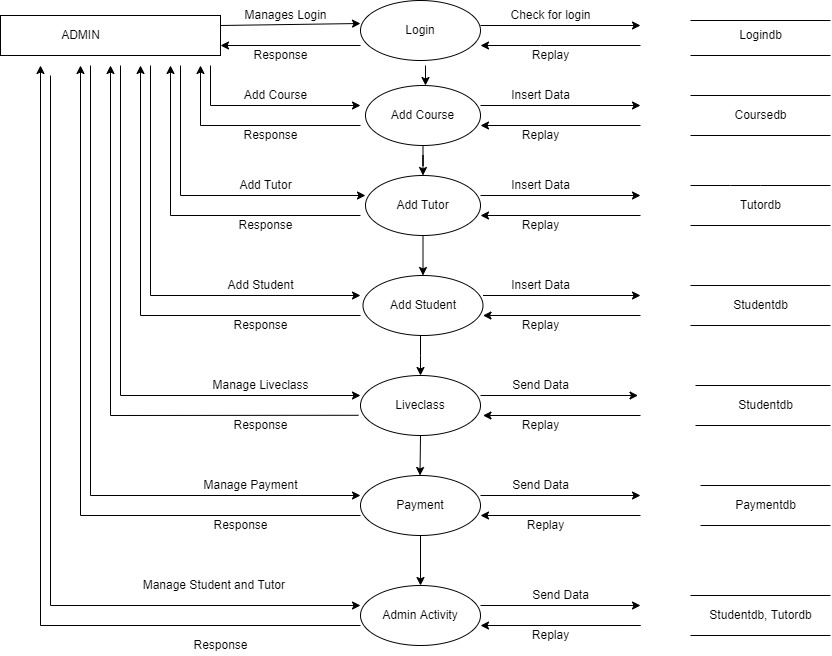 Manages Login
Check for login
ADMIN
Login
Logindb
Response
Replay
Add Course
Insert Data
Add Course
Coursedb
Response
Replay
Add Tutor
Insert Data
Add Tutor
Tutordb
Response
Replay
Add Student
Insert Data
Add Student
Studentdb
Response
Replay
Manage Liveclass
Send Data
Liveclass
Studentdb
Response
Replay
Manage Payment
Send Data
Payment
Paymentdb
Response
Replay
Manage Student and Tutor
Send Data
Admin Activity
Studentdb, Tutordb
Replay
Response